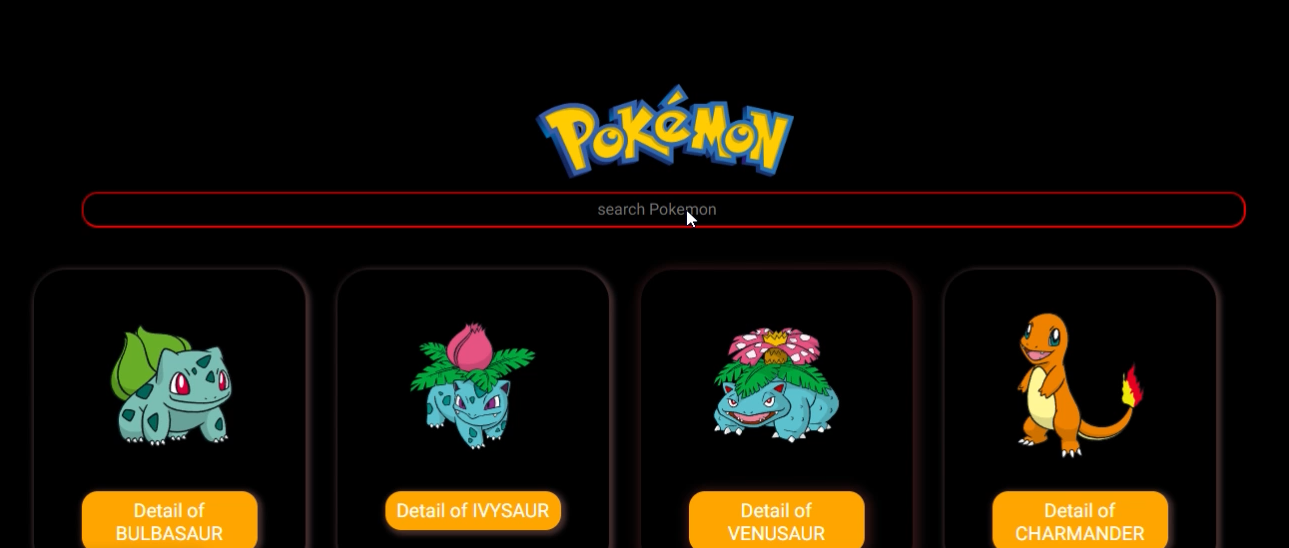 POKéMON
search Pokemon
Detail of
BULBASAUR
Detail of IVYSAUR
Detail of
VENUSAUR
Detail of
CHARMANDER